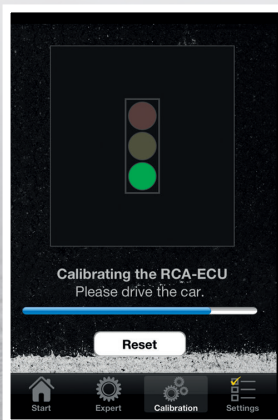 Calibrating the RCA-ECU
Please drive the car.
Reset
Start Expert Calibration Settings